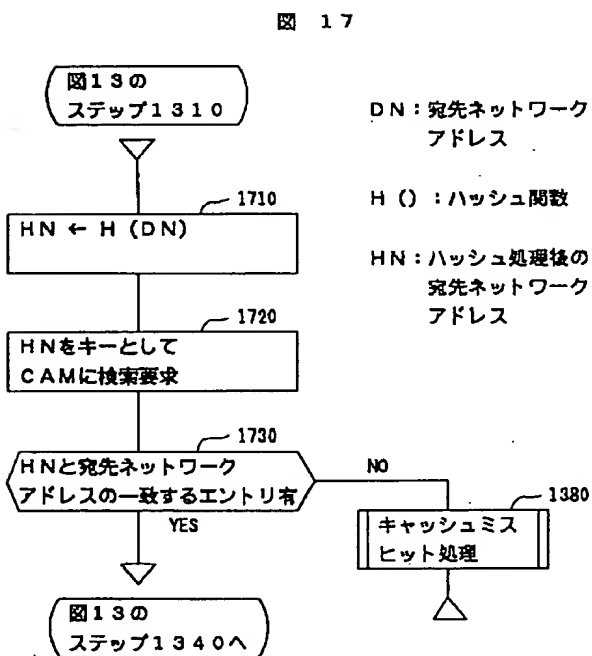 図 17
図13の
ステップ1310
DN:宛先ネットワーク
アドレス
H():ハッシュ関数
HN:ハッシュ処理後の
宛先ネットワーク
アドレス
1710
HN ← H(DN)
1720
HNをキーとして
CAMに検索要求
1730
HNと宛先ネットワーク
アドレスの一致するエントリ有
NO
YES
1380
キャッシュミス
ヒット処理
図13の
ステップ1340へ